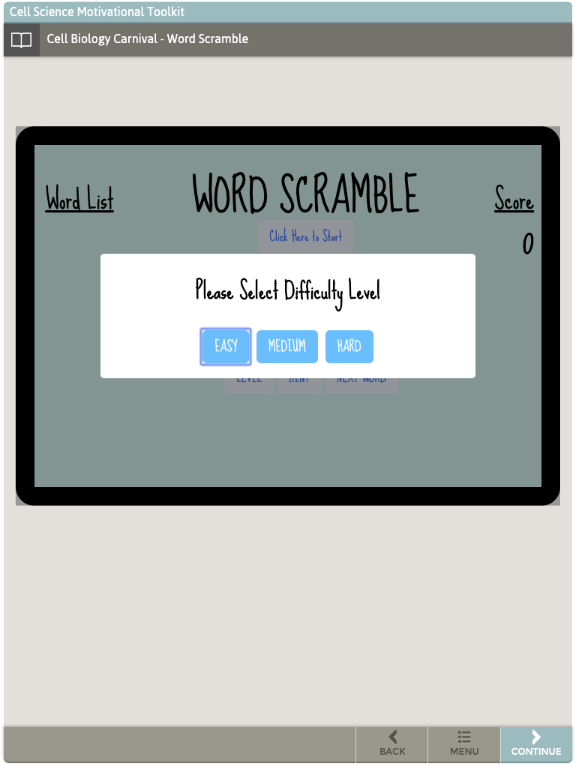 Cell Science Motivational Toolkit
Cell Biology Carnival - Word Scramble
Word List
WORD SCRAMBLE
Score
Click Here to Start
0
Please Select Difficulty Level
EASY MEDIUM HARD
LEVEL HINT NEXT WORD
BACK MENU CONTINUE